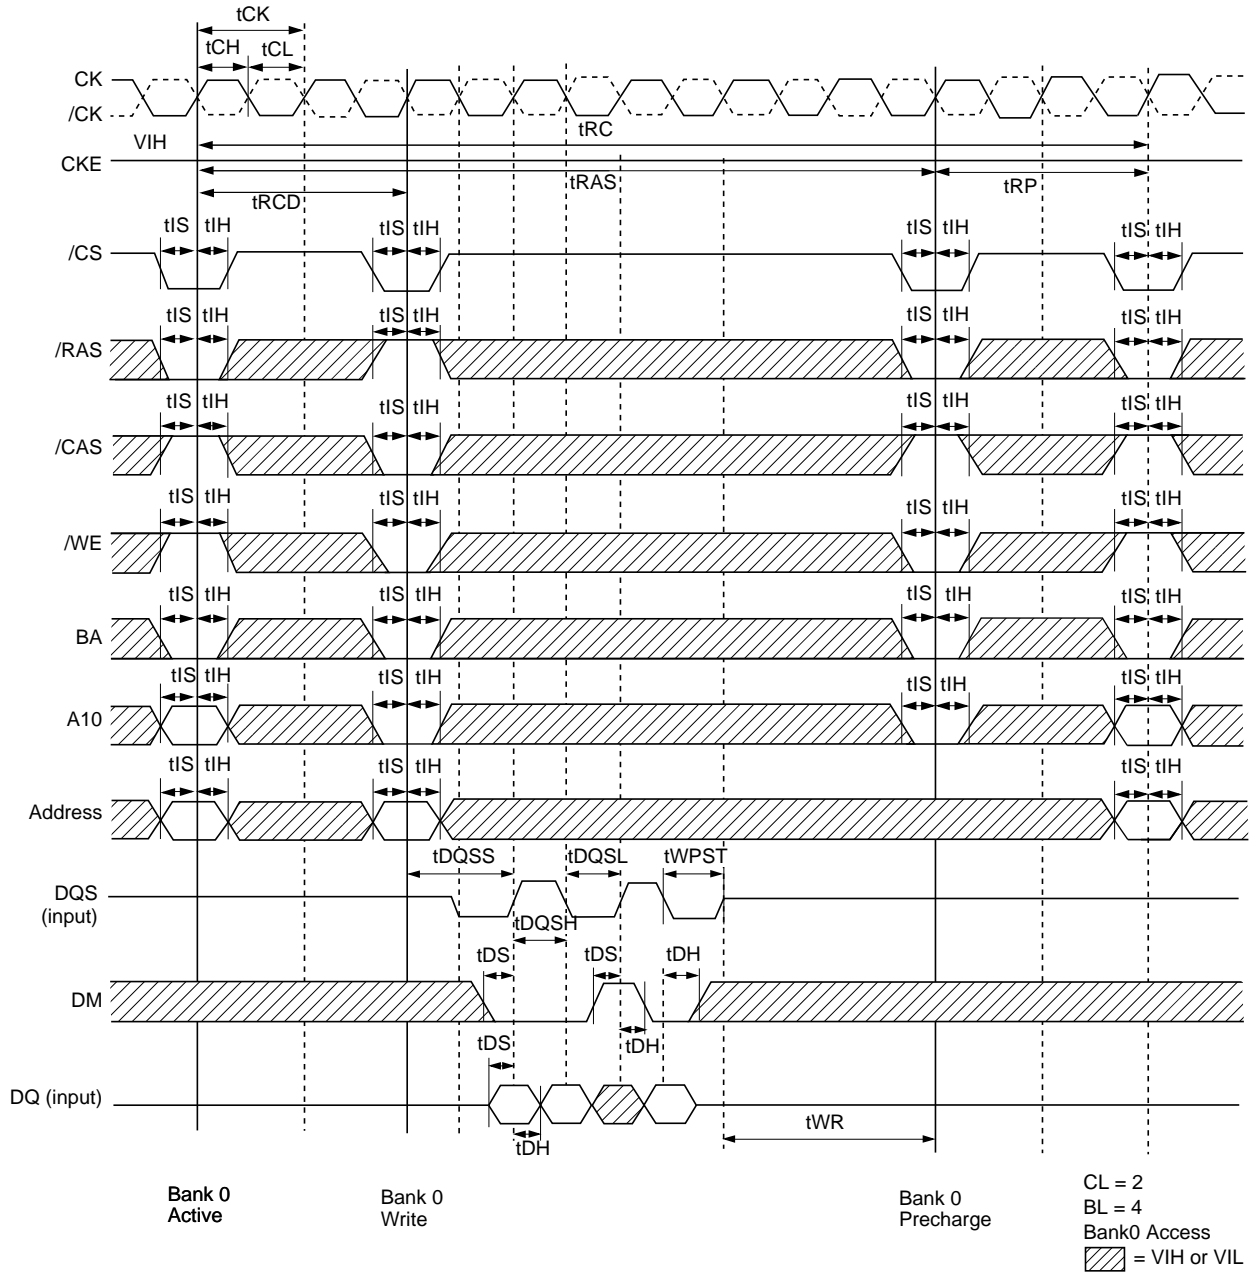 tCK
tCH tCL
CK
/CK
tRC
VIH
CKE
tRAS tRP
tRCD
tIS tIH tIS tIH tIS tIH tIS tIH
/CS
tIS tIH tIS tIH tIS tIH tIS tIH
/RAS
tIS tIH tIS tIH tIS tIH tIS tIH
/CAS
tIS tIH tIS tIH tIS tIH tIS tIH
/WE
tIS tIH tIS tIH tIS tIH tIS tIH
BA
tIS tIH tIS tIH tIS tIH tIS tIH
A10
tIS tIH tIS tIH tIS tIH
Address
tDQSS tDQSL tWPST
DQS
(input)
tDQSH
tDS tDS tDH
DM
tDS tDH
DQ (input)
tDH
tWR
Bank 0
Active
Bank 0
Write
Bank 0
Precharge
CL = 2
BL = 4
Bank0 Access
= VIH or VIL